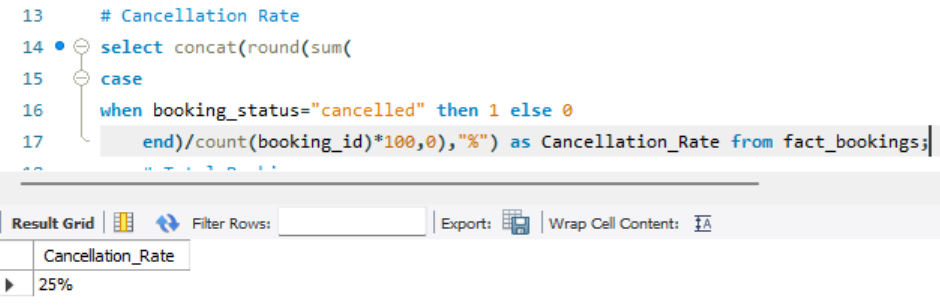 13 # Cancellation Rate
14 select concat(round(sum(
15 case
16 when booking_status="cancelled" then 1 else 0
17 end)/count(booking_id)*100,0),"%") as Cancellation_Rate from fact_bookings;
Result Grid Filter Rows: Export: Wrap Cell Content: IA
Cancellation_Rate
25%